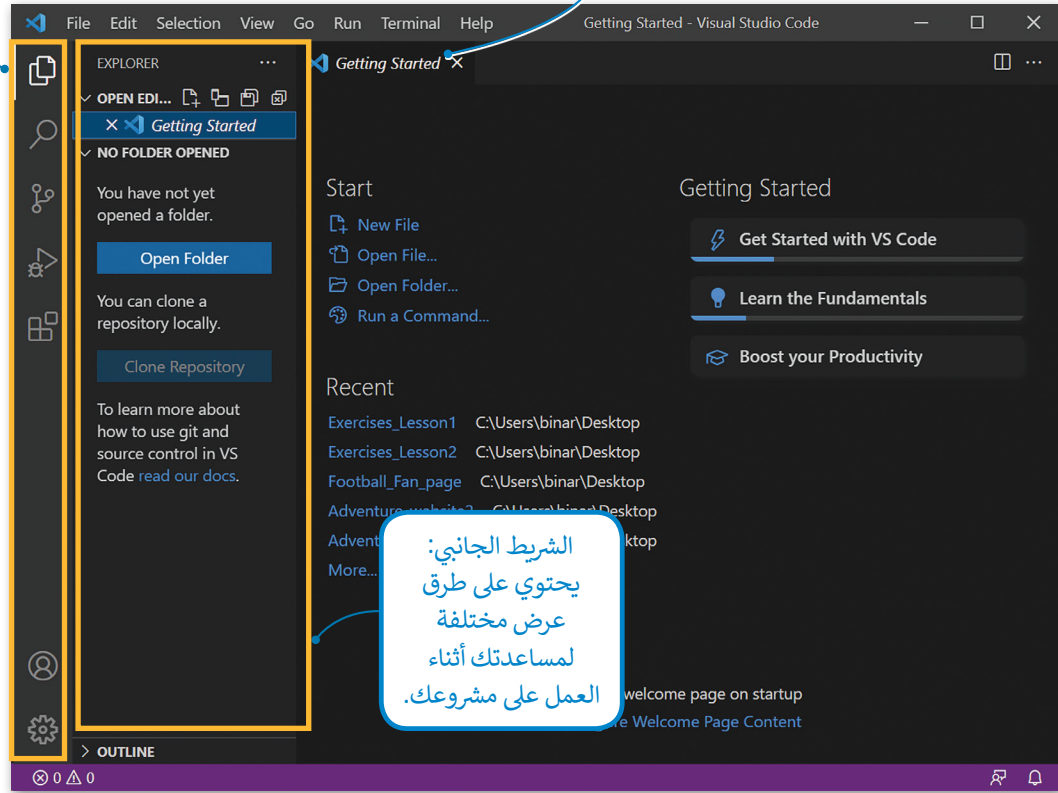 File Edit Selection View Go Run Terminal Help Getting Started - Visual Studio Code
EXPLORER
Getting Started
OPEN EDI...
Getting Started
NO FOLDER OPENED
You have not yet
opened a folder.
Open Folder
You can clone a
repository locally.
Clone Repository
To learn more about
how to use git and
source control in VS
Code read our docs.
OUTLINE
Start
New File
Open File...
Open Folder...
Run a Command...
Recent
Exercises_Lesson1 C:\Users\binar\Desktop
Exercises_Lesson2 C:\Users\binar\Desktop
Football_Fan_page C:\Users\binar\Desktop
C:\Users\binar\Desktop
More...
Getting Started
Get Started with VS Code
Learn the Fundamentals
Boost your Productivity
الشريط الجانبي:
يحتوي على طرق
عرض مختلفة
لمساعدتك أثناء
العمل على مشروعك.
welcome page on startup
Welcome Page Content
0 0